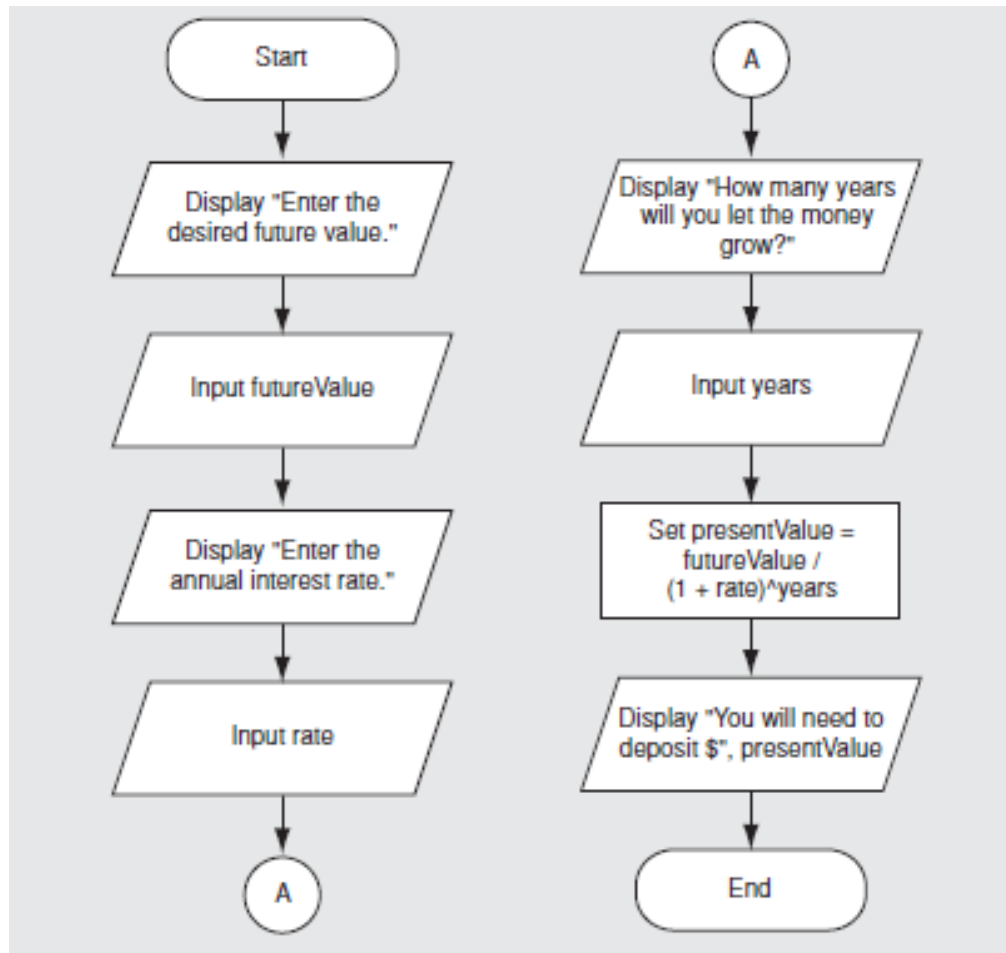 Start
Display "Enter the
desired future value."
Input futureValue
Display "Enter the
annual interest rate."
Input rate
A
A
Display "How many years
will you let the money
grow?"
Input years
Set presentValue =
futureValue /
(1 + rate)^years
Display "You will need to
deposit $", presentValue
End